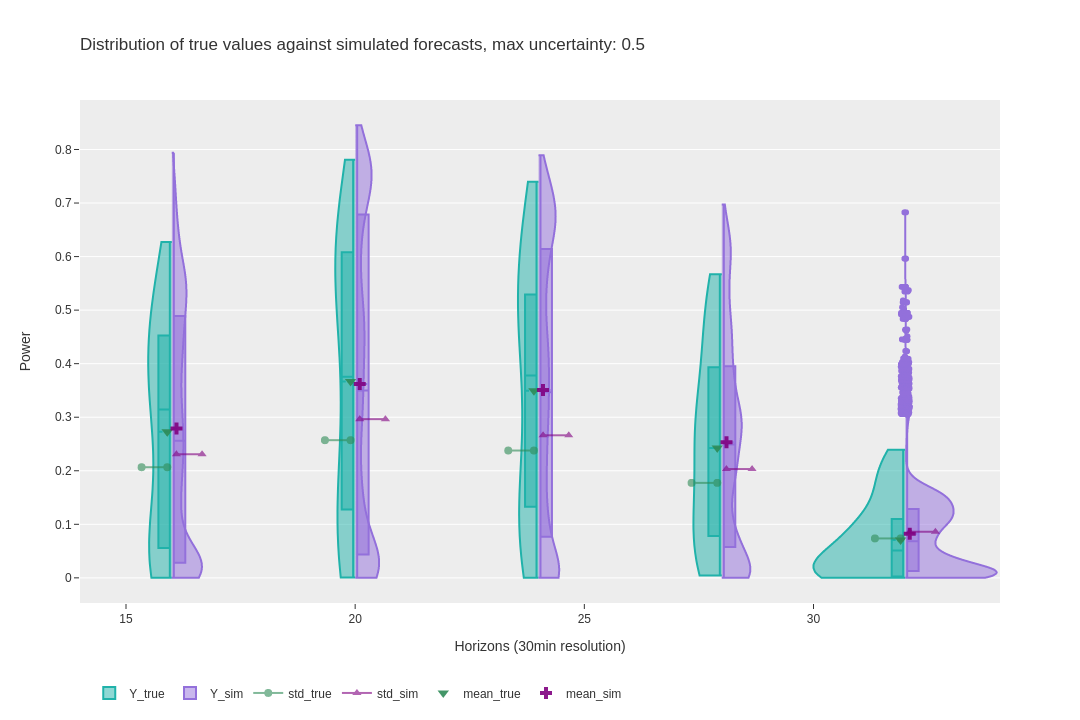 Distribution of true values against simulated forecasts, max uncertainty: 0.5
0.8
0.7
0.6
0.5
0.4
0.3
0.2
0.1
0
Power
15 20 25 30
Horizons (30min resolution)
Y_true Y_sim std_true std_sim mean_true mean_sim